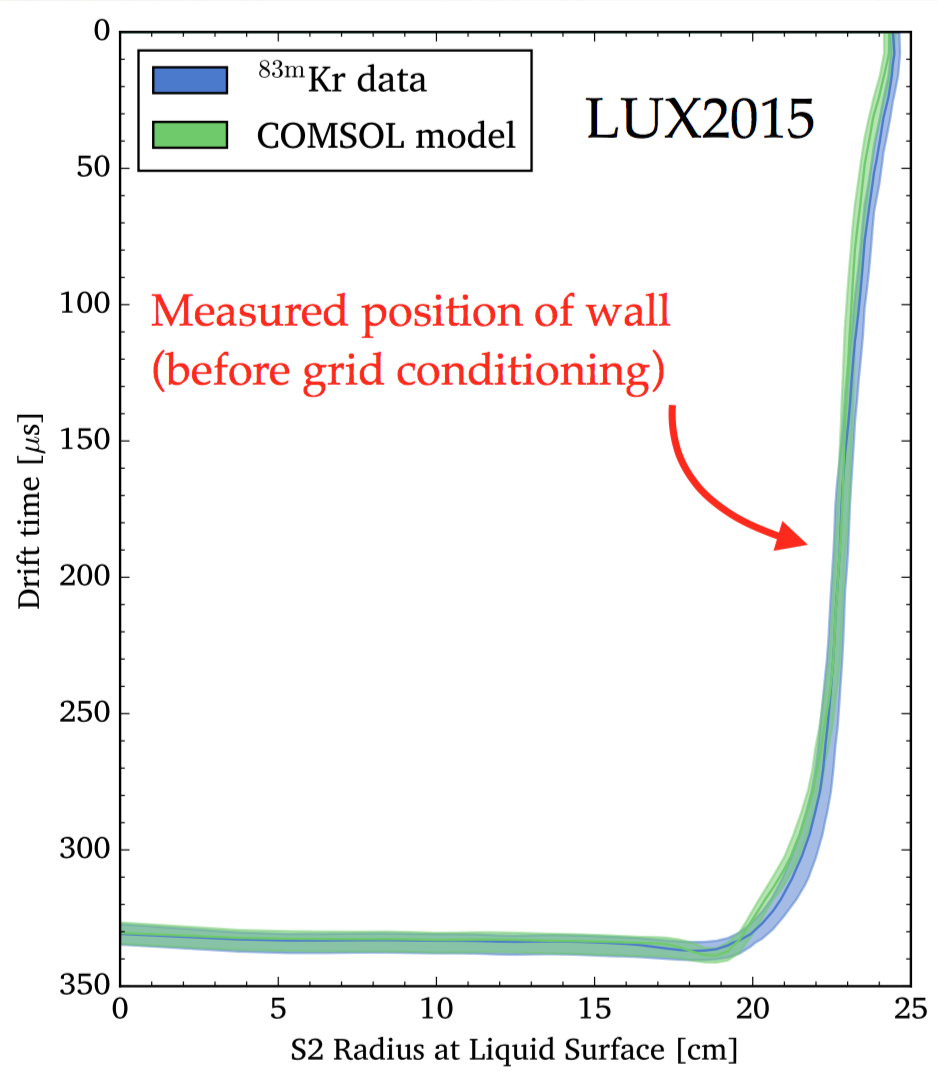 0
50
100
150
200
250
300
350
Drift time [μs]
⁸³ᵐKr data
COMSOL model
LUX2015
Measured position of wall
(before grid conditioning)
0 5 10 15 20 25
S2 Radius at Liquid Surface [cm]